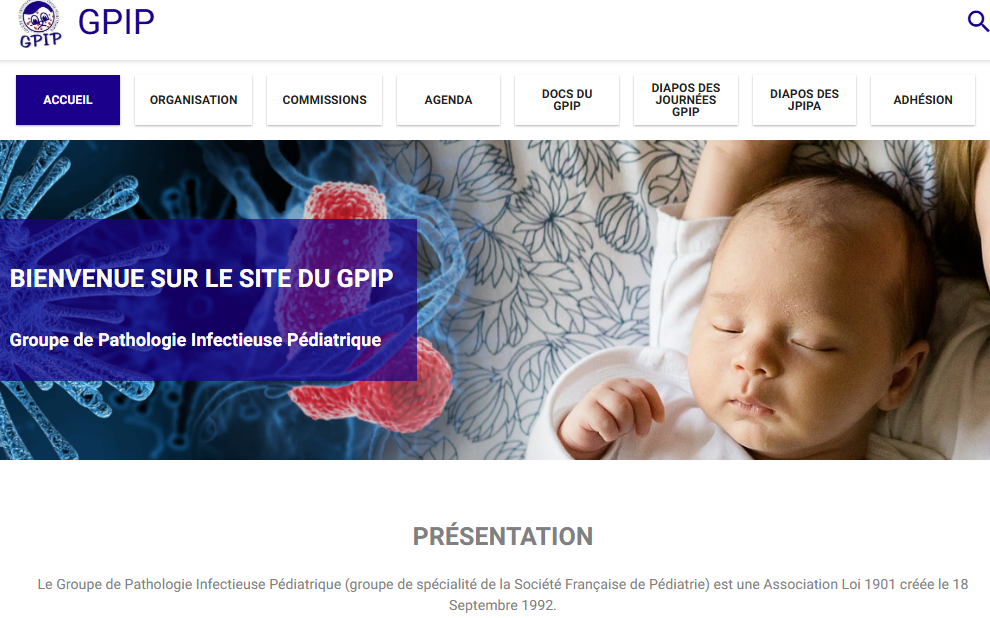 GPIP
GPIP
ACCUEIL
ORGANISATION
COMMISSIONS
AGENDA
DOCS DU
GPIP
DIAPOS DES
JOURNÉES
GPIP
DIAPOS DES
JPIPA
ADHÉSION
BIENVENUE SUR LE SITE DU GPIP
Groupe de Pathologie Infectieuse Pédiatrique
PRÉSENTATION
Le Groupe de Pathologie Infectieuse Pédiatrique (groupe de spécialité de la Société Française de Pédiatrie) est une Association Loi 1901 créée le 18
Septembre 1992.